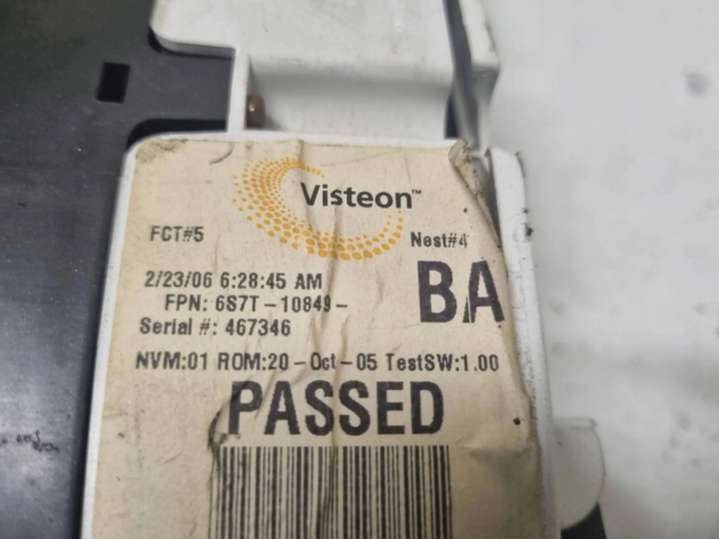 Visteon™
FCT#5 Nest#4
2/23/06 6:28:45 AM
FPN: 6S7T-10849- BA
Serial #: 467346
NVM:01 ROM:20-Oct-05 TestSW:1.00
PASSED